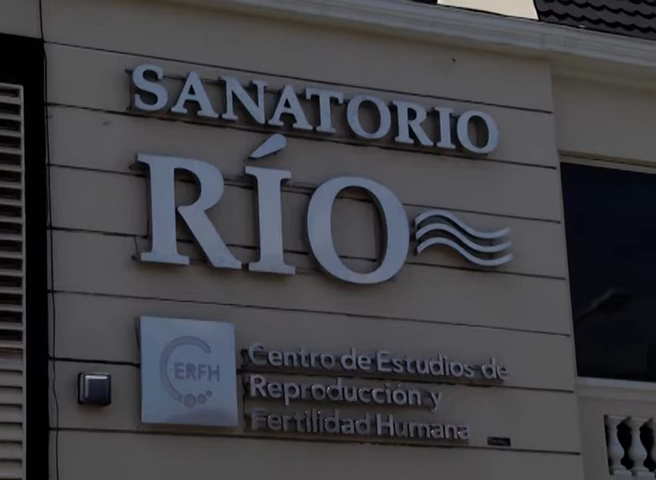 SANATORIO
RÍO
CERFH
Centro de Estudios de
Reproducción y
Fertilidad Humana